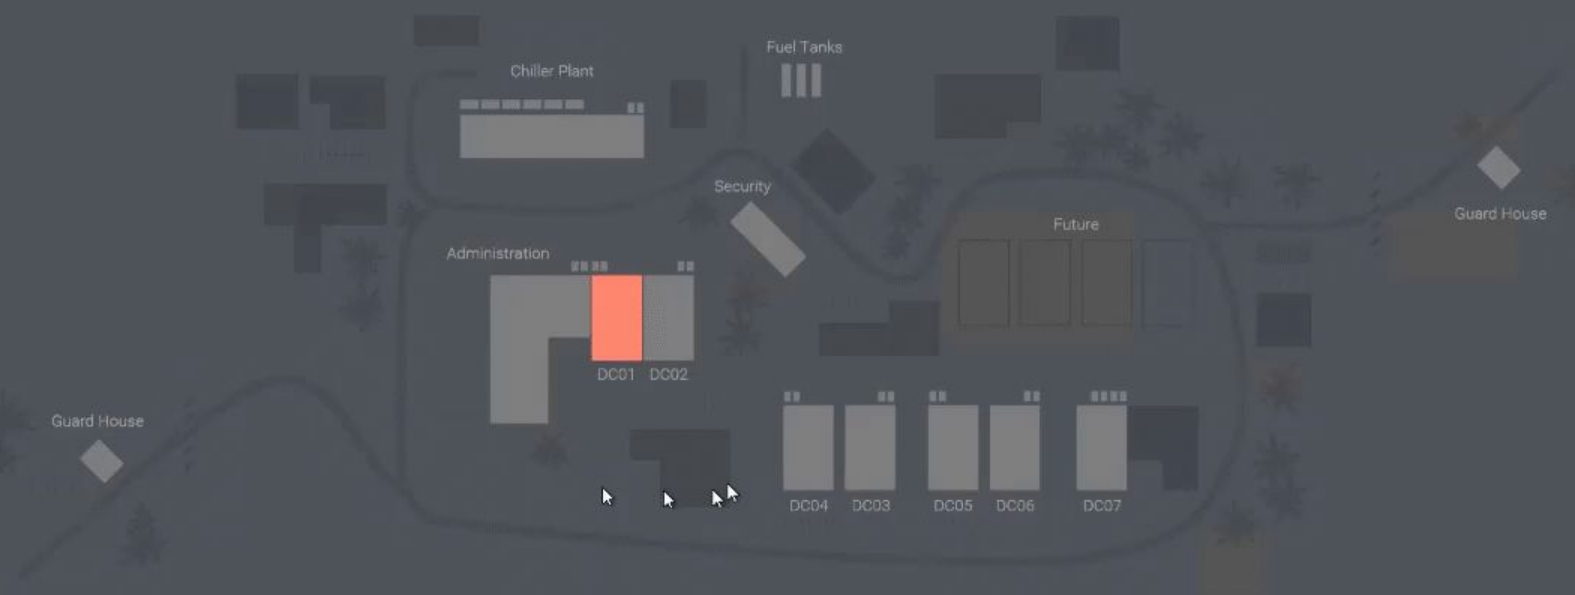 Fuel Tanks
Chiller Plant
Security
Guard House
Future
Administration
DC01
DC02
Guard House
DC04
DC03
DC05
DC06
DC07